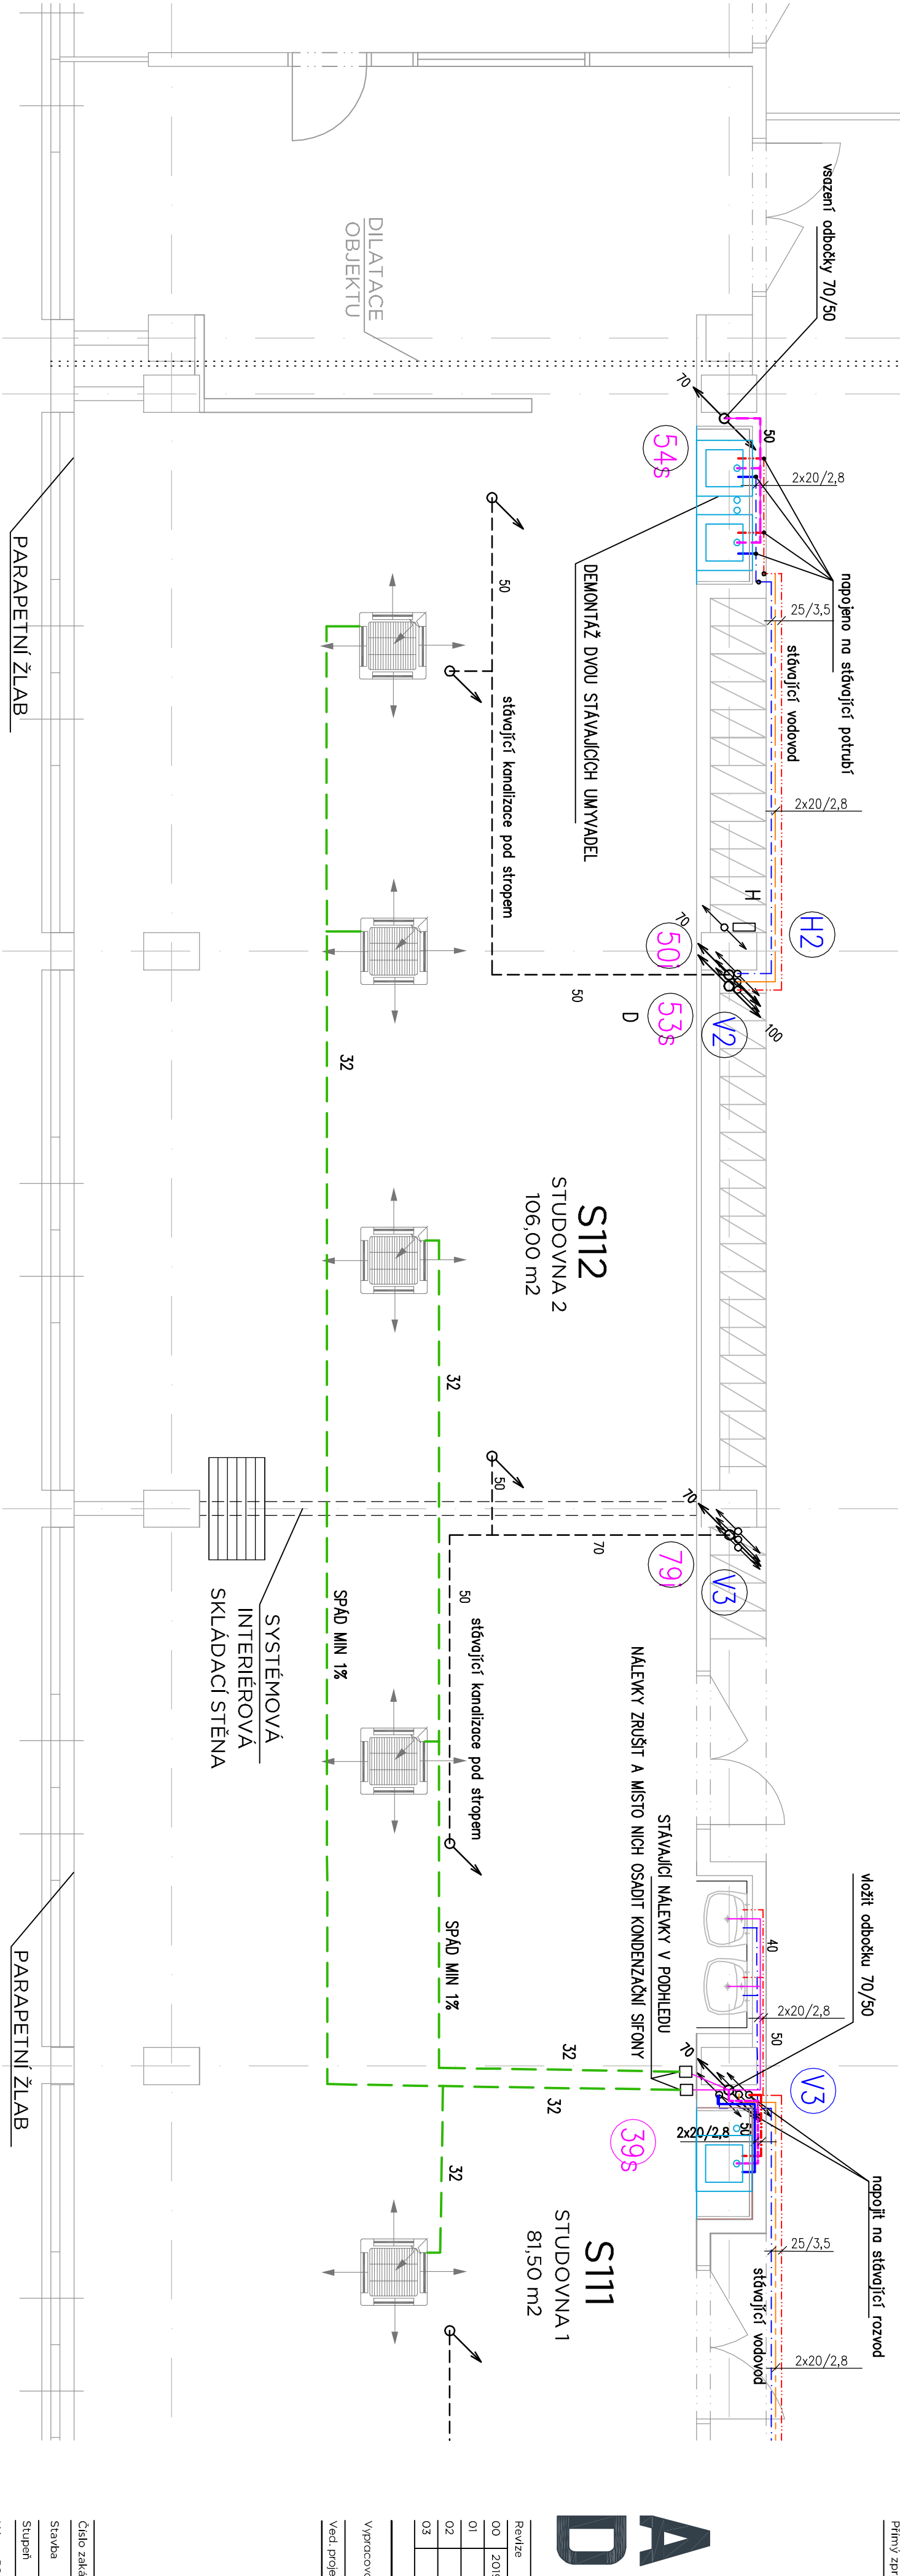 vsazení odbočky 70/50
DILATACE
OBJEKTU
PARAPETNÍ ŽLAB
70
50
54s
2x20/2,8
napojeno na stávající potrubí
25/3,5
stávající vodovod
2x20/2,8
DEMONTÁŽ DVOU STÁVAJÍCÍCH UMYVADEL
50
stávající kanalizace pod stropem
50
H
H2
70
50
53s
D
V2
100
32
S112
STUDOVNA 2
106,00 m2
32
50
70
70
79
V3
50
stávající kanalizace pod stropem
SPÁD MIN 1%
SYSTÉMOVÁ
INTERIÉROVÁ
SKLÁDACÍ STĚNA
NÁLEVKY ZRUŠIT A MÍSTO NICH OSADIT KONDENZAČNÍ SIFONY
STÁVAJÍCÍ NÁLEVKY V PODHLEDU
vložit odbočku 70/50
40
2x20/2,8
50
70
V3
50
2x20/2,8
SPÁD MIN 1%
32
32
32
39s
napojit na stávající rozvod
25/3,5
stávající vodovod
2x20/2,8
S111
STUDOVNA 1
81,50 m2
PARAPETNÍ ŽLAB
Přímý zpr
AD
Revize
00 201
01
02
03
Vypracov
Ved. proje
Číslo zaká
Stavba
Stupeň